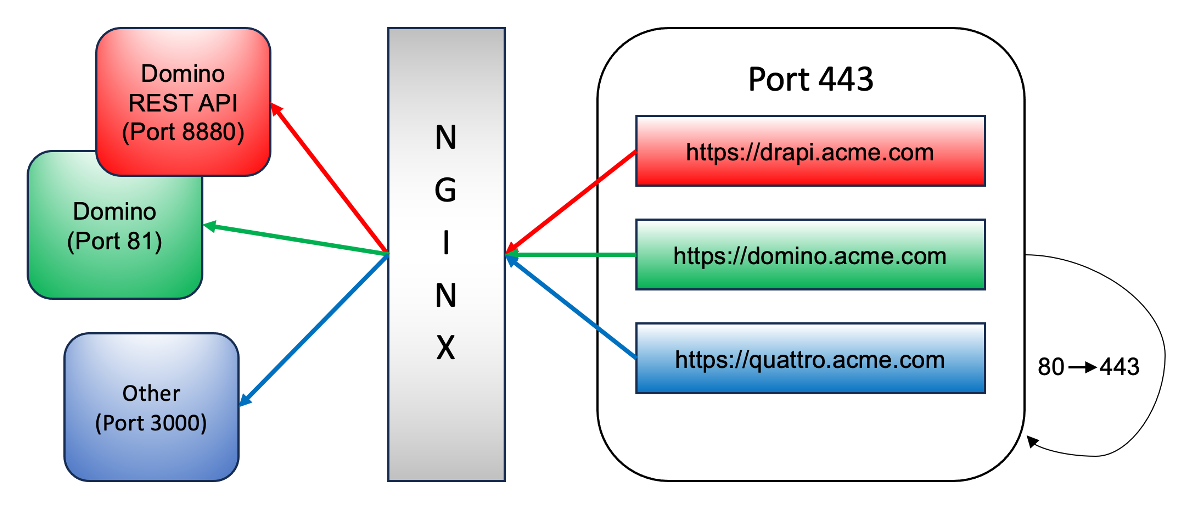 Domino
REST API
(Port 8880)
Domino
(Port 81)
Other
(Port 3000)
N
G
I
N
X
Port 443
https://drapi.acme.com
https://domino.acme.com
https://quattro.acme.com
80→443